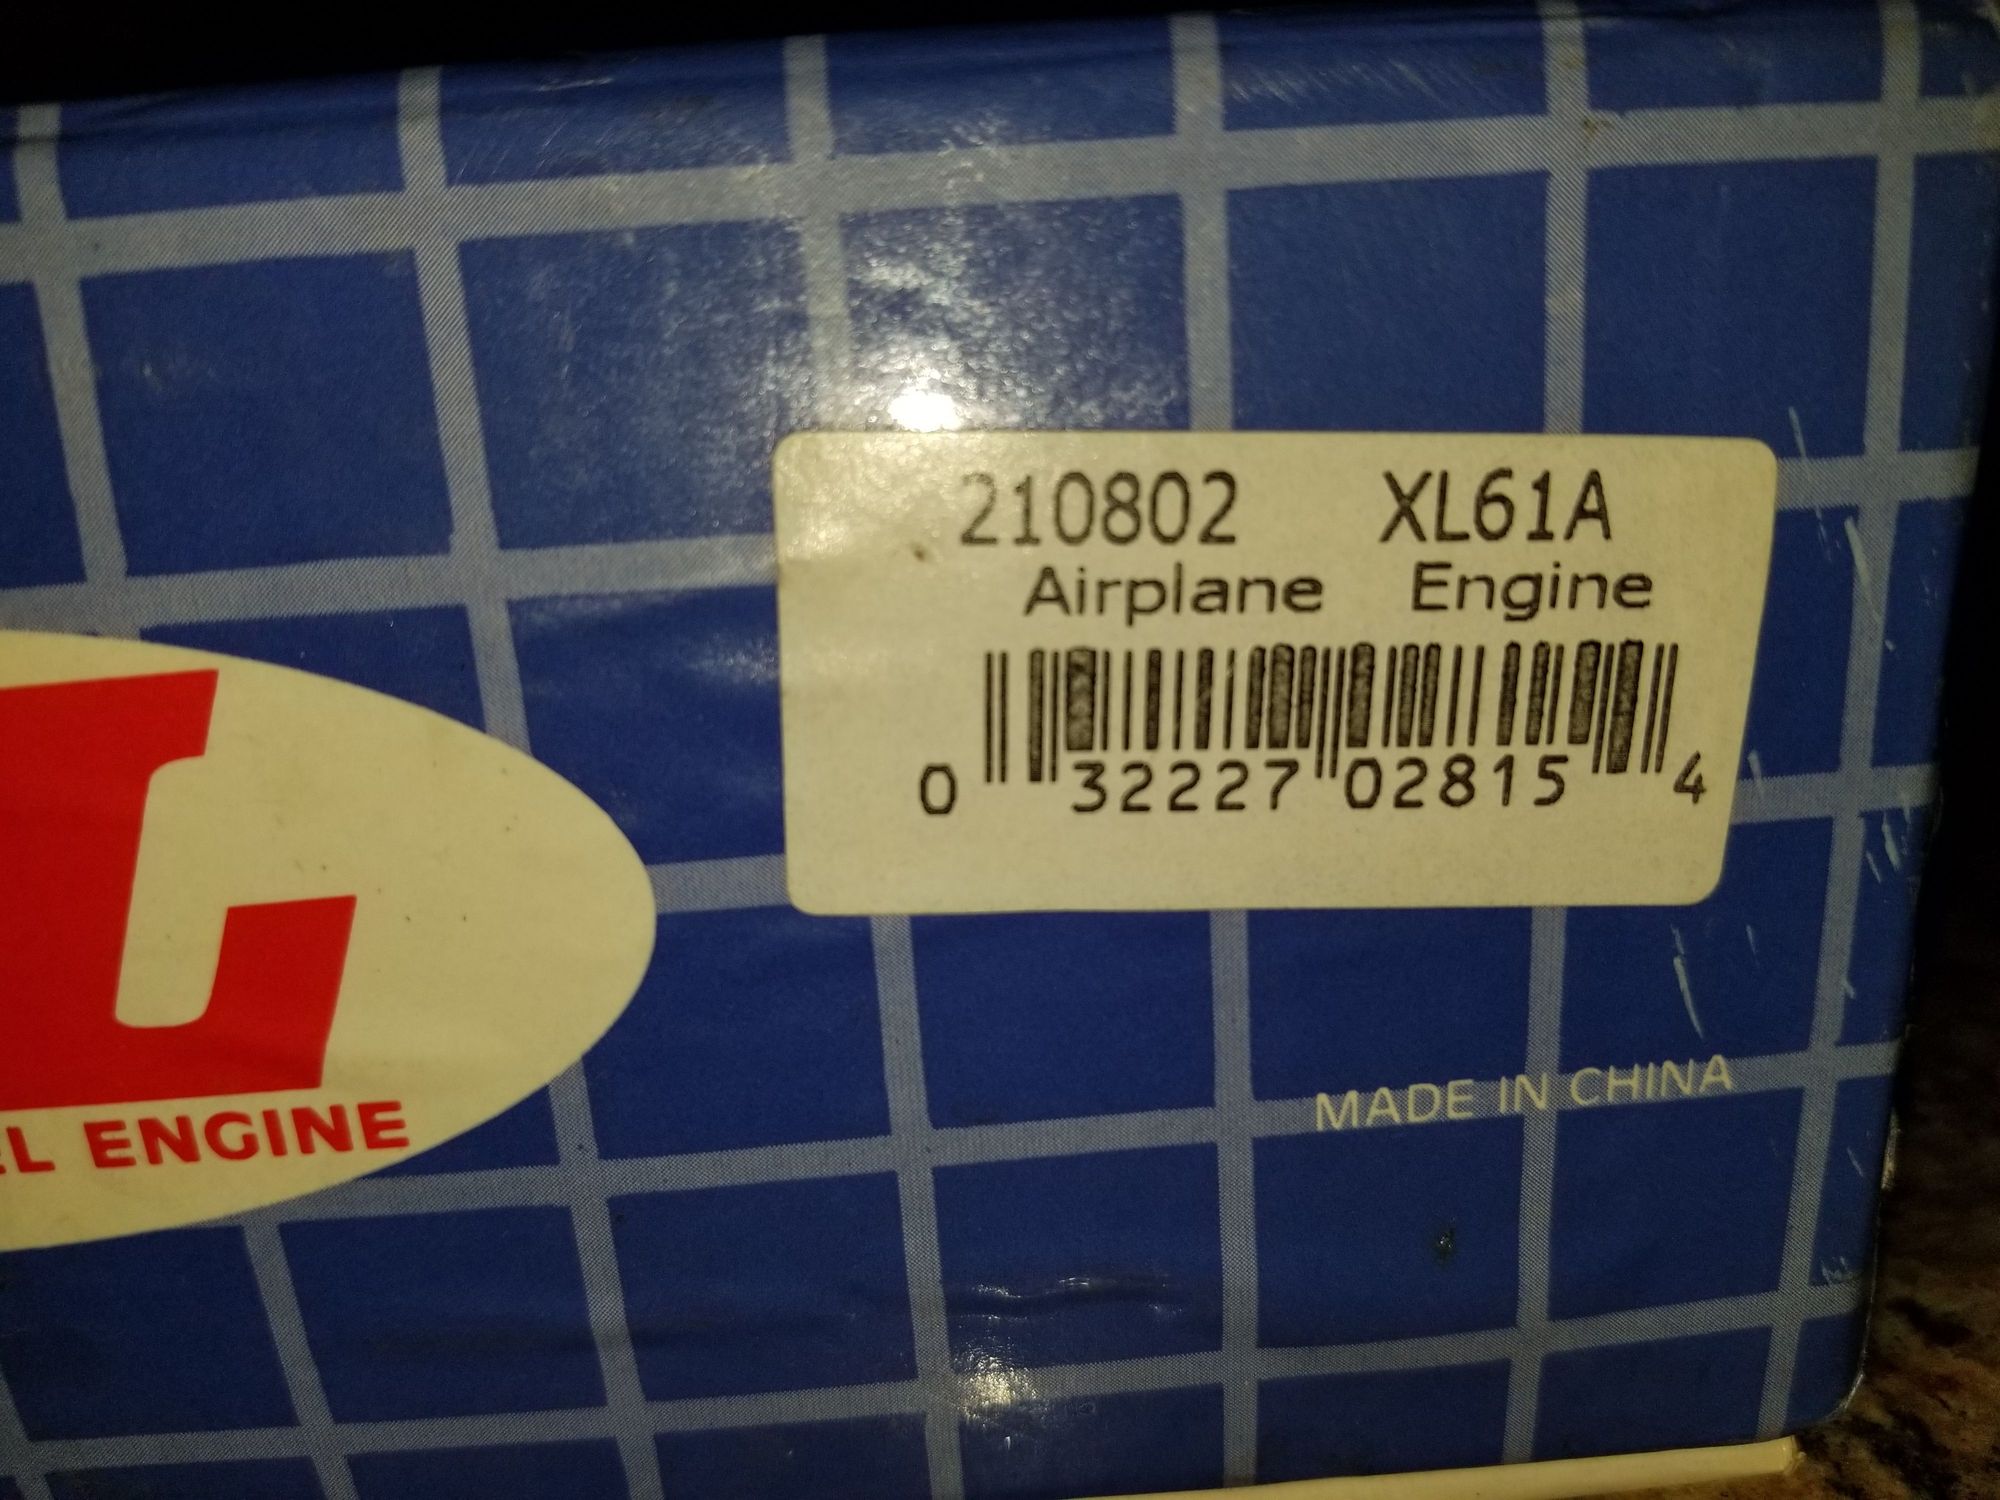 210802 XL61A
Airplane Engine
0 32227 02815 4
L
ENGINE
MADE IN CHINA